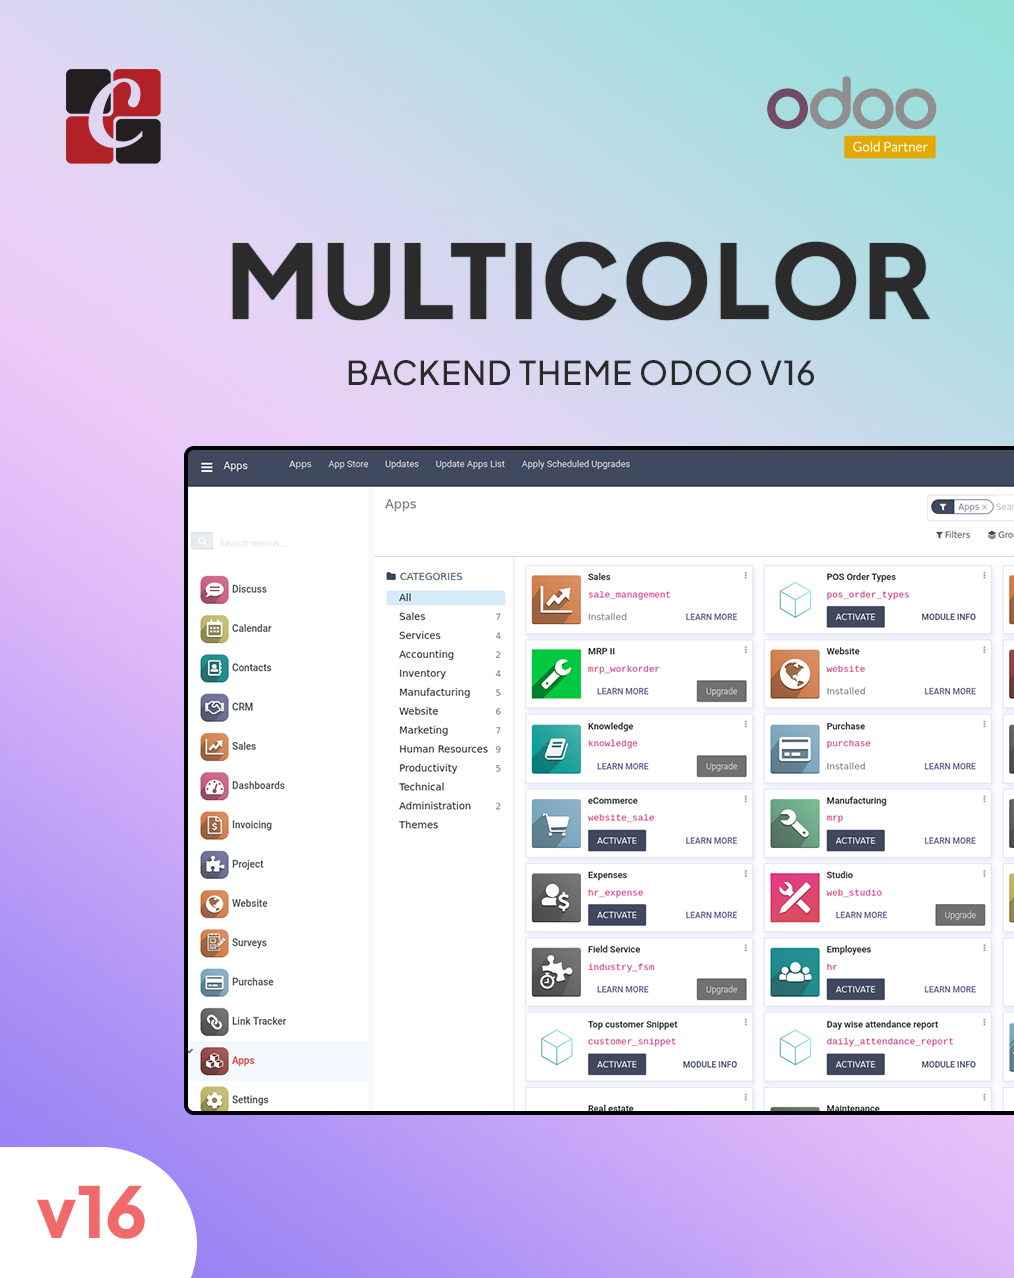 C
odoo
Gold Partner
MULTICOLOR
BACKEND THEME ODOO V16
Apps
Apps App Store Updates Update Apps List Apply Scheduled Upgrades
Apps
Apps ×
Search menus...
Filters
Discuss
Calendar
Contacts
CRM
Sales
Dashboards
Invoicing
Project
Website
Surveys
Purchase
Link Tracker
Apps
Settings
CATEGORIES
All
Sales 7
Services 4
Accounting 2
Inventory 4
Manufacturing 5
Website 6
Marketing 7
Human Resources 9
Productivity 5
Technical
Administration 2
Themes
Sales
sale_management
Installed LEARN MORE
POS Order Types
pos_order_types
ACTIVATE MODULE INFO
MRP II
mrp_workorder
LEARN MORE Upgrade
Website
website
Installed LEARN MORE
Knowledge
knowledge
LEARN MORE Upgrade
Purchase
purchase
Installed LEARN MORE
eCommerce
website_sale
ACTIVATE LEARN MORE
Manufacturing
mrp
ACTIVATE LEARN MORE
Expenses
hr_expense
ACTIVATE LEARN MORE
Studio
web_studio
LEARN MORE Upgrade
Field Service
industry_fsm
LEARN MORE Upgrade
Employees
hr
ACTIVATE LEARN MORE
Top customer Snippet
customer_snippet
ACTIVATE MODULE INFO
Day wise attendance report
daily_attendance_report
ACTIVATE MODULE INFO
Real estate
Maintenance
v16